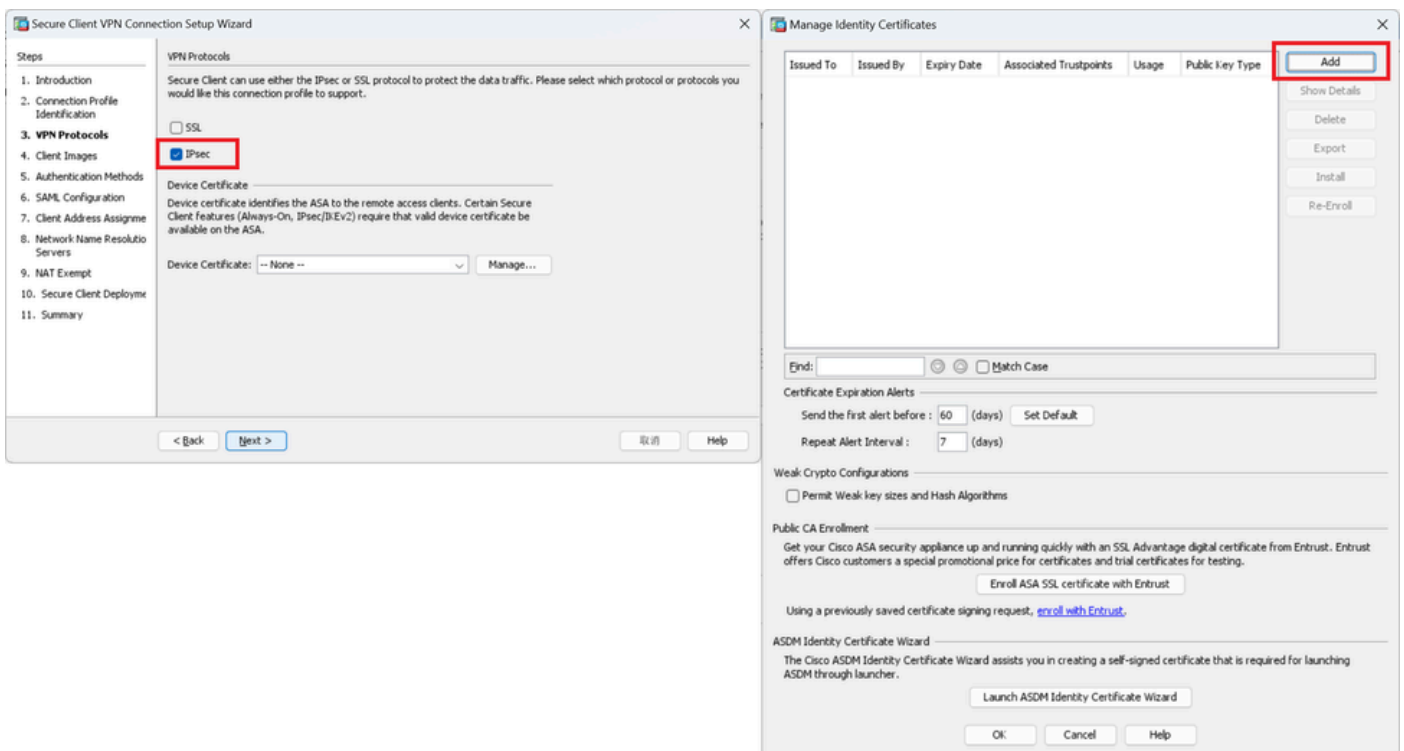 Secure Client VPN Connection Setup Wizard
Steps
1. Introduction
2. Connection Profile
Identification
3. VPN Protocols
4. Client Images
5. Authentication Methods
6. SAML Configuration
7. Client Address Assignme
8. Network Name Resolutio
Servers
9. NAT Exempt
10. Secure Client Deployme
11. Summary
VPN Protocols
Secure Client can use either the IPsec or SSL protocol to protect the data traffic. Please select which protocol or protocols you
would like this connection profile to support.
SSL
IPsec
Device Certificate
Device certificate identifies the ASA to the remote access clients. Certain Secure
Client features (Always-On, IPsec/IKEv2) require that valid device certificate be
available on the ASA.
Device Certificate: -- None -- Manage...
< Back Next > 取消 Help
Manage Identity Certificates
Issued To Issued By Expiry Date Associated Trustpoints Usage Public Key Type
Add
Show Details
Delete
Export
Install
Re-Enroll
Find: Match Case
Certificate Expiration Alerts
Send the first alert before : 60 (days) Set Default
Repeat Alert Interval : 7 (days)
Weak Crypto Configurations
Permit Weak key sizes and Hash Algorithms
Public CA Enrollment
Get your Cisco ASA security appliance up and running quickly with an SSL Advantage digital certificate from Entrust. Entrust
offers Cisco customers a special promotional price for certificates and trial certificates for testing.
Enroll ASA SSL certificate with Entrust
Using a previously saved certificate signing request, enroll with Entrust.
ASDM Identity Certificate Wizard
The Cisco ASDM Identity Certificate Wizard assists you in creating a self-signed certificate that is required for launching
ASDM through launcher.
Launch ASDM Identity Certificate Wizard
OK Cancel Help